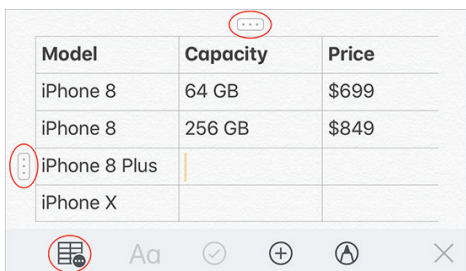 Model Capacity Price
iPhone 8 64 GB $699
iPhone 8 256 GB $849
iPhone 8 Plus
iPhone X
Aa